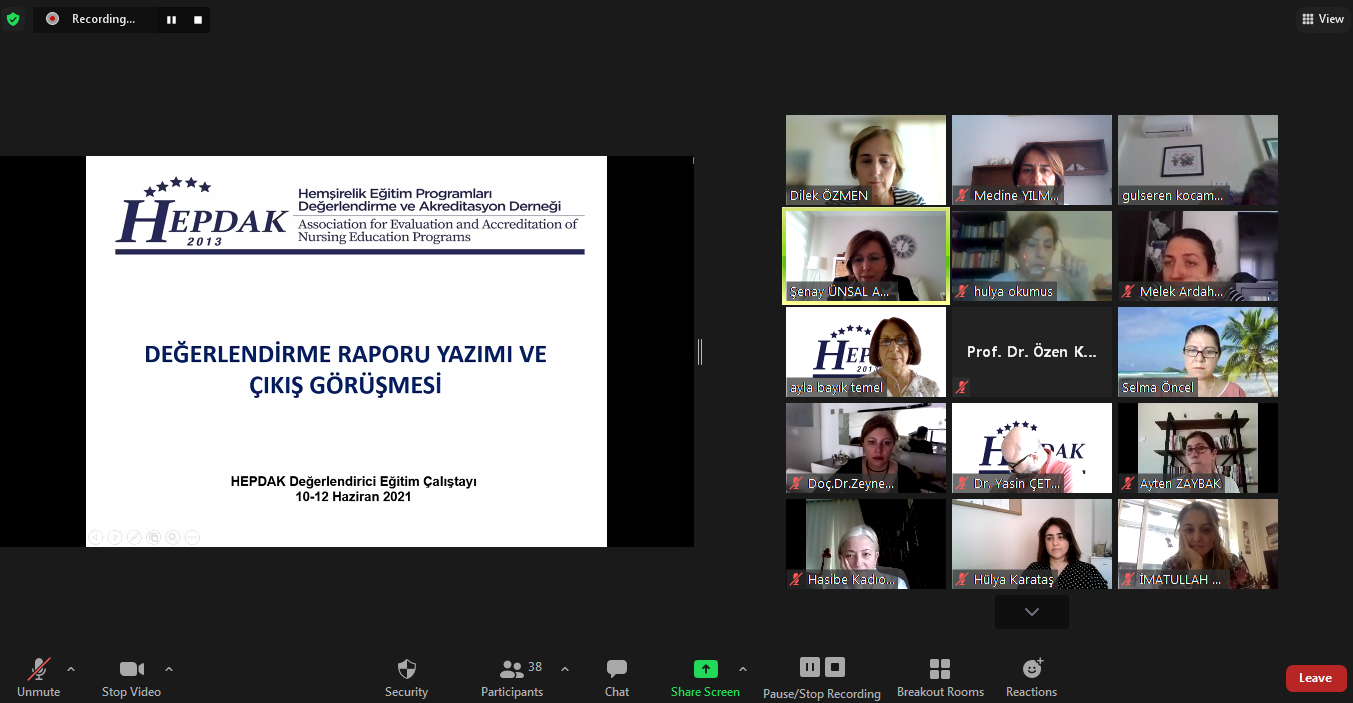 Recording...
View
HEPDAK
2013
Hemşirelik Eğitim Programları
Değerlendirme ve Akreditasyon Derneği
Association for Evaluation and Accreditation of
Nursing Education Programs
DEĞERLENDİRME RAPORU YAZIMI VE
ÇIKIŞ GÖRÜŞMESİ
HEPDAK Değerlendirici Eğitim Çalıştayı
10-12 Haziran 2021
Dilek ÖZMEN
Medine YILM...
gulseren kocam...
Şenay ÜNSAL A...
hulya okumus
Melek Ardah...
HEP
2013
ayla bayık temel
Prof. Dr. Özen K...
Selma Öncel
Doç.Dr.Zeyne...
H DAK
Dr. Yasin ÇET...
Ayten ZAYBAK
Hasibe Kadıo...
Hülya Karataş
İMATULLAH ...
Unmute
Stop Video
Security
38
Participants
Chat
Share Screen
Pause/Stop Recording
Breakout Rooms
Reactions
Leave